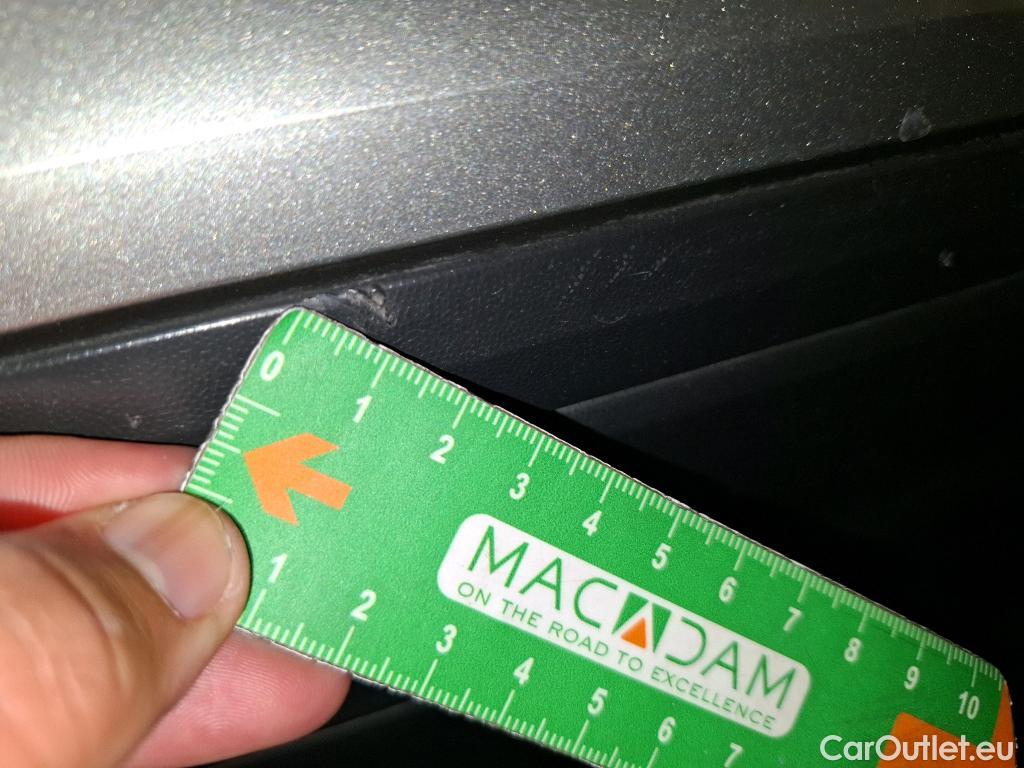 0 1 2 3 4 5 6 7 8 9 10
MACADAM
ON THE ROAD TO EXCELLENCE
1 2 3 4 5 6 7
CarOutlet.eu